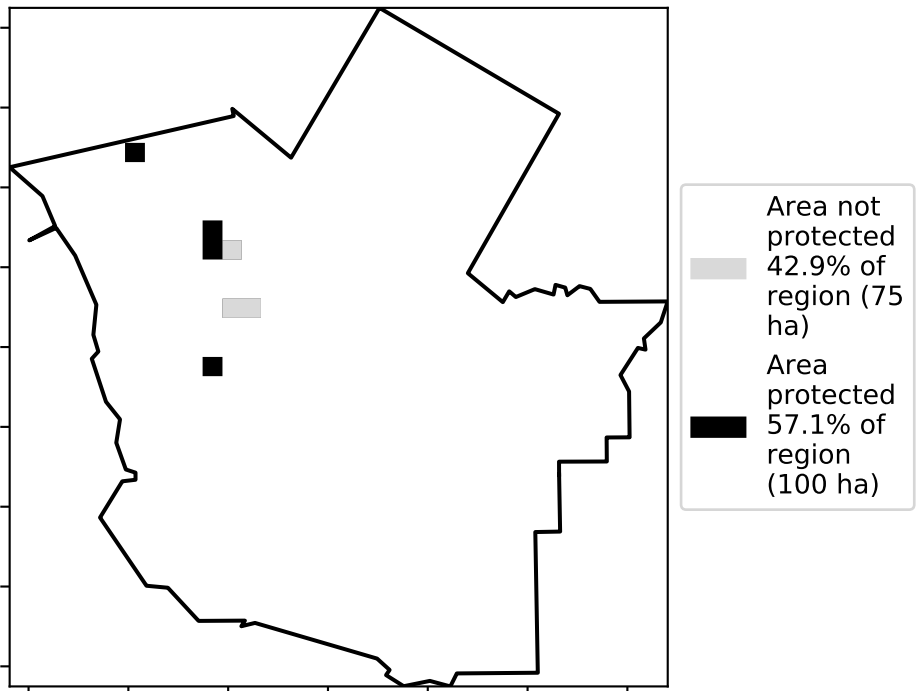 Area not
protected
42.9% of
region (75
ha)
Area
protected
57.1% of
region
(100 ha)